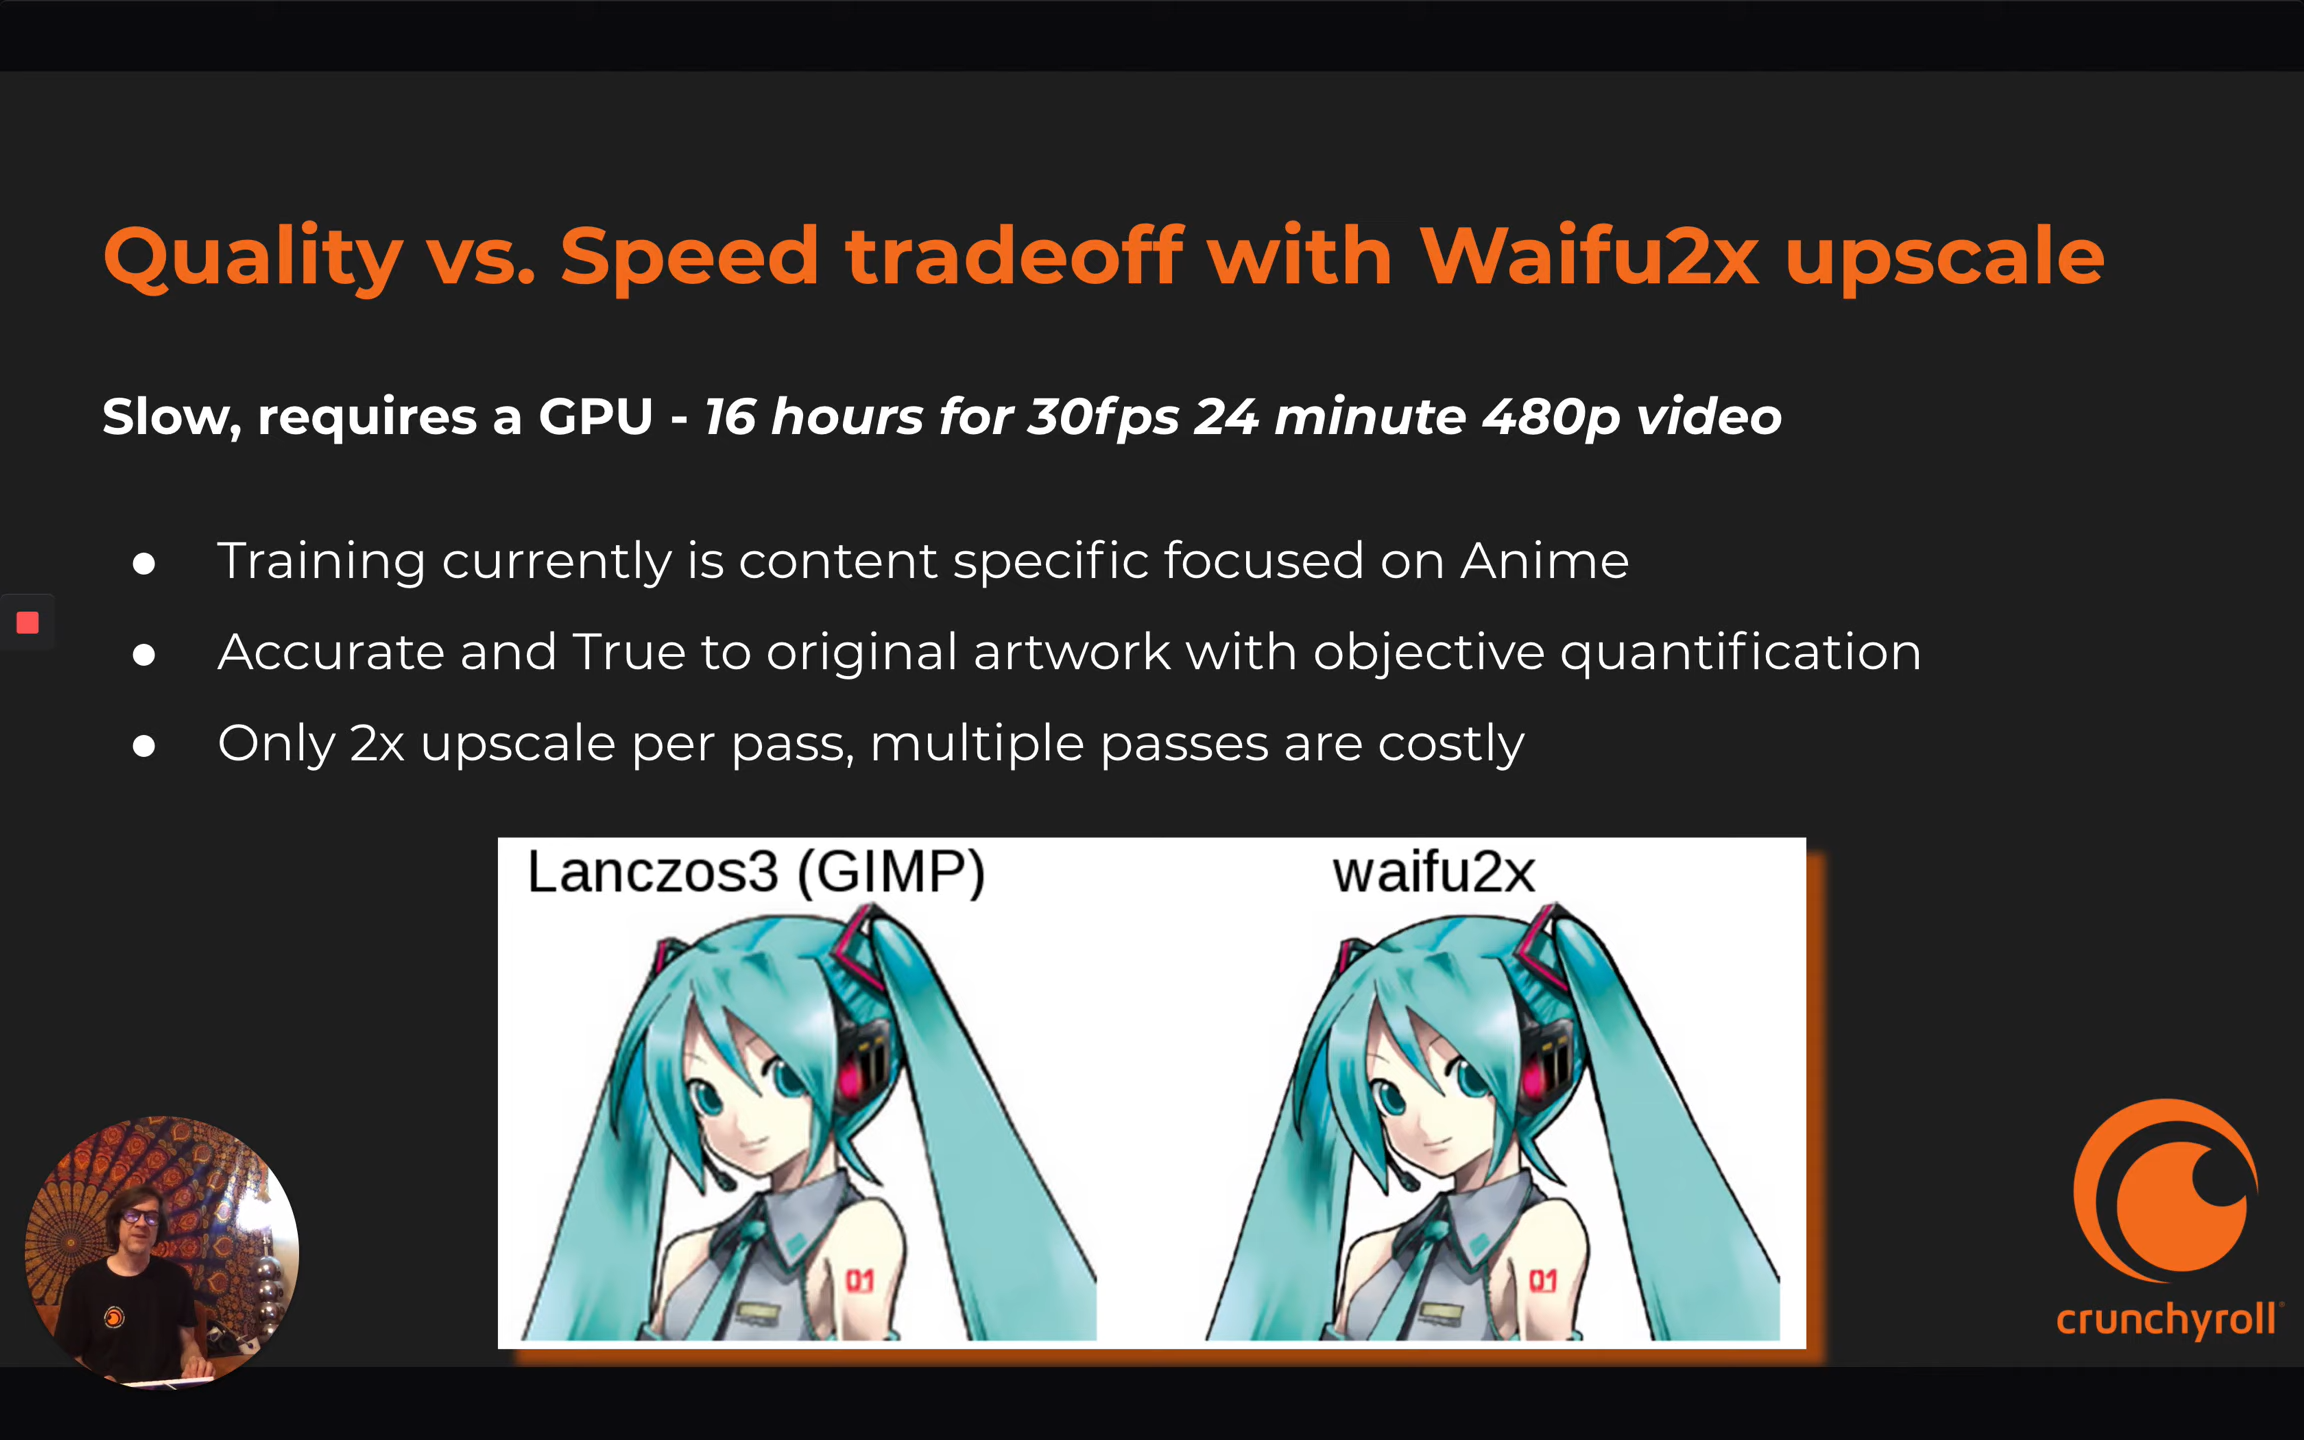 Quality vs. Speed tradeoff with Waifu2x upscale
Slow, requires a GPU - 16 hours for 30fps 24 minute 480p video
● Training currently is content specific focused on Anime
● Accurate and True to original artwork with objective quantification
● Only 2x upscale per pass, multiple passes are costly
Lanczos3 (GIMP)
waifu2x
01
01
crunchyroll